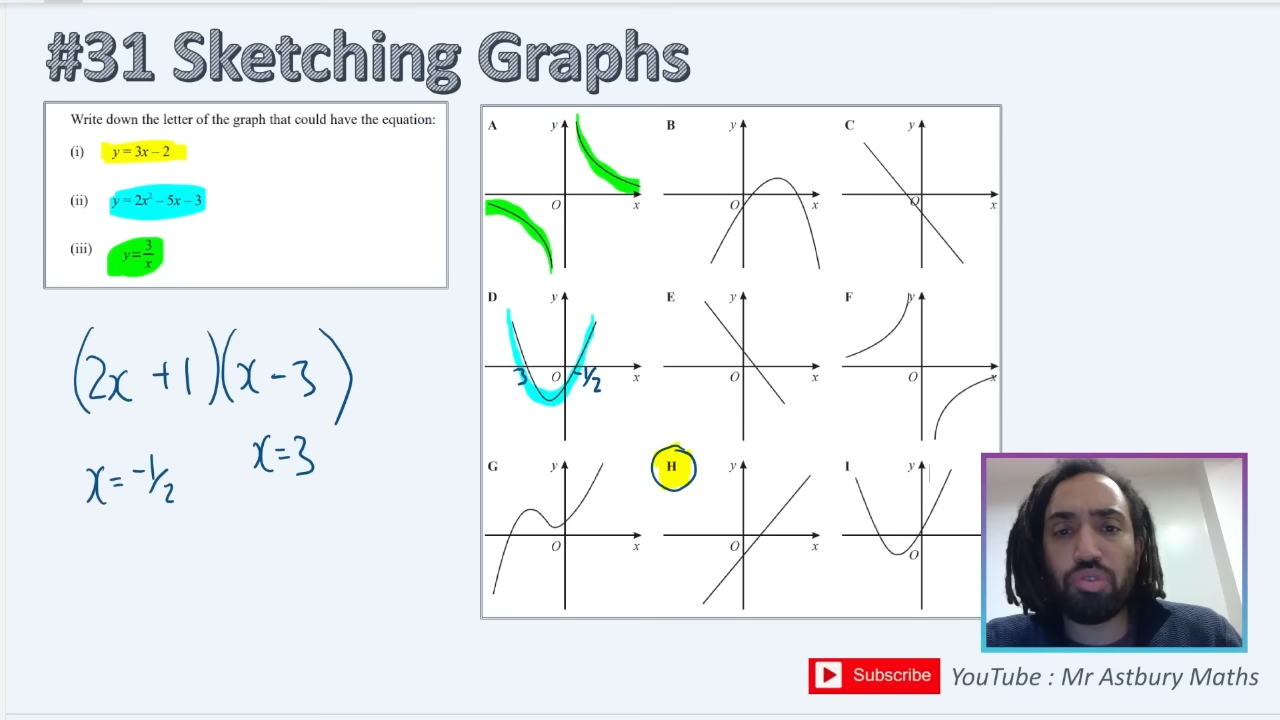 #31 Sketching Graphs
Write down the letter of the graph that could have the equation:
(i) y = 3x – 2
(ii) y = 2x² – 5x – 3
(iii) y = 3/x
(2x + 1)(x - 3)
x = -1/2
x = 3
A y O x
B y O x
C y O x
D y O x
3 -1/2
E y O x
F y O x
G y O x
H y O x
I y O
Subscribe YouTube : Mr Astbury Maths